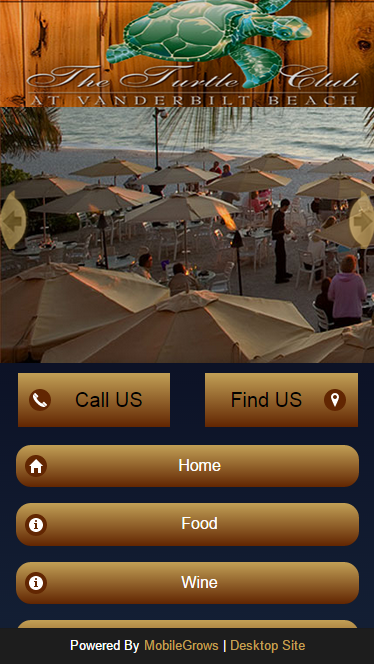 The Turtle Club
AT VANDERBILT BEACH
Call US
Find US
Home
Food
Wine
Powered By MobileGrows | Desktop Site